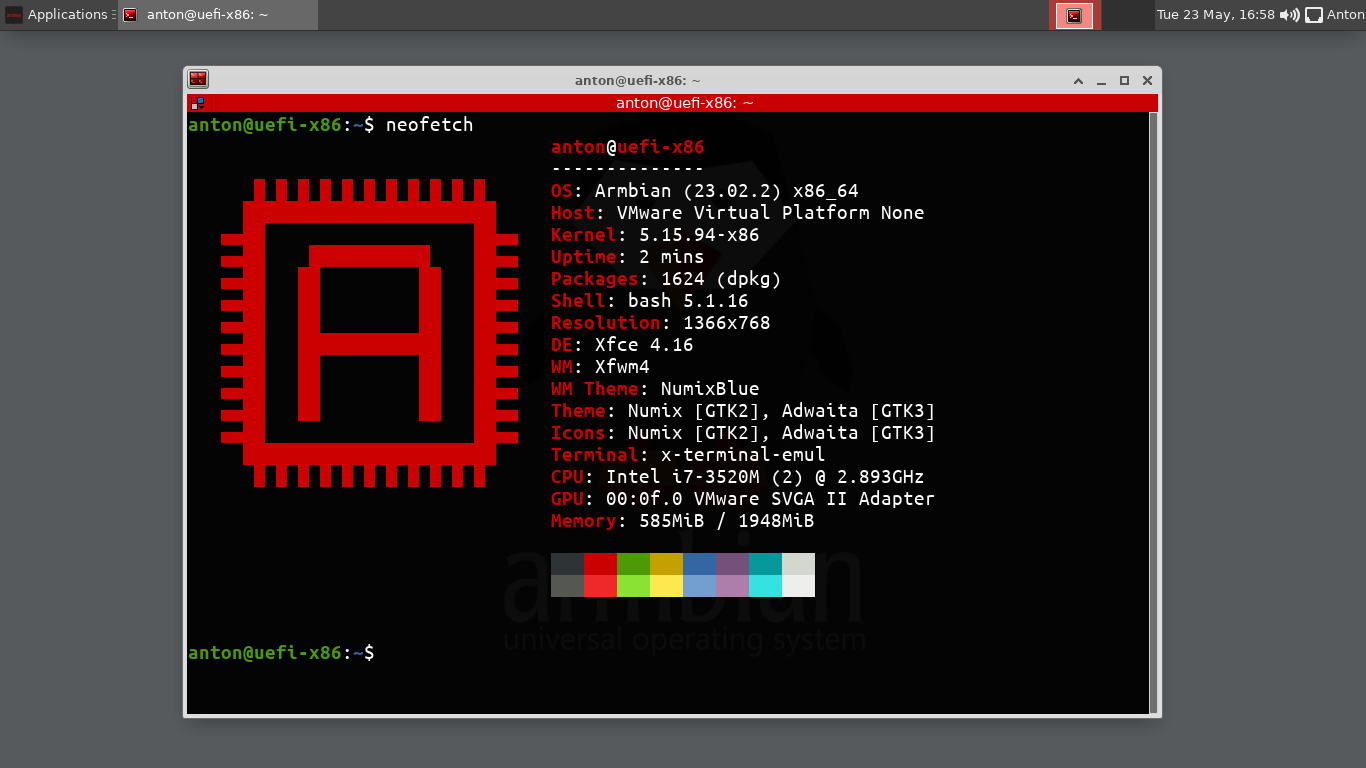 Applications
anton@uefi-x86: ~
Tue 23 May, 16:58
Anton
anton@uefi-x86: ~
anton@uefi-x86: ~
anton@uefi-x86:~$ neofetch
anton@uefi-x86
--------------
OS: Armbian (23.02.2) x86_64
Host: VMware Virtual Platform None
Kernel: 5.15.94-x86
Uptime: 2 mins
Packages: 1624 (dpkg)
Shell: bash 5.1.16
Resolution: 1366x768
DE: Xfce 4.16
WM: Xfwm4
WM Theme: NumixBlue
Theme: Numix [GTK2], Adwaita [GTK3]
Icons: Numix [GTK2], Adwaita [GTK3]
Terminal: x-terminal-emul
CPU: Intel i7-3520M (2) @ 2.893GHz
GPU: 00:0f.0 VMware SVGA II Adapter
Memory: 585MiB / 1948MiB
armbian
universal operating system
anton@uefi-x86:~$